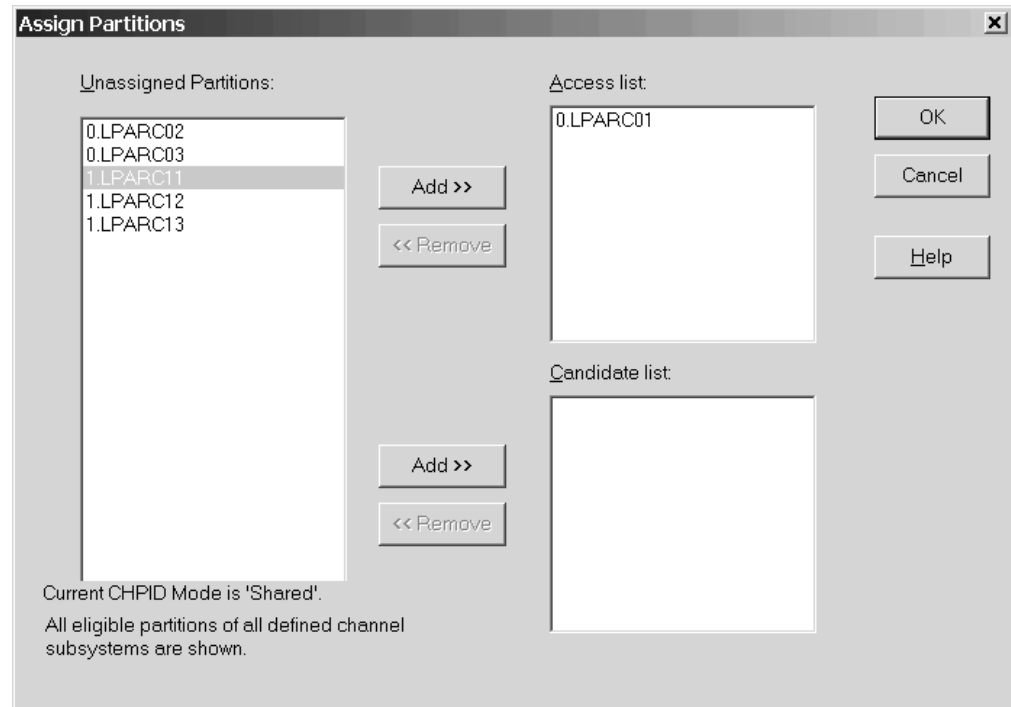 Assign Partitions
Unassigned Partitions:
0.LPARC02
0.LPARC03
1.LPARC11
1.LPARC12
1.LPARC13
Add >>
<< Remove
Add >>
<< Remove
Current CHPID Mode is 'Shared'.
All eligible partitions of all defined channel
subsystems are shown.
Access list:
0.LPARC01
Candidate list:
OK
Cancel
Help